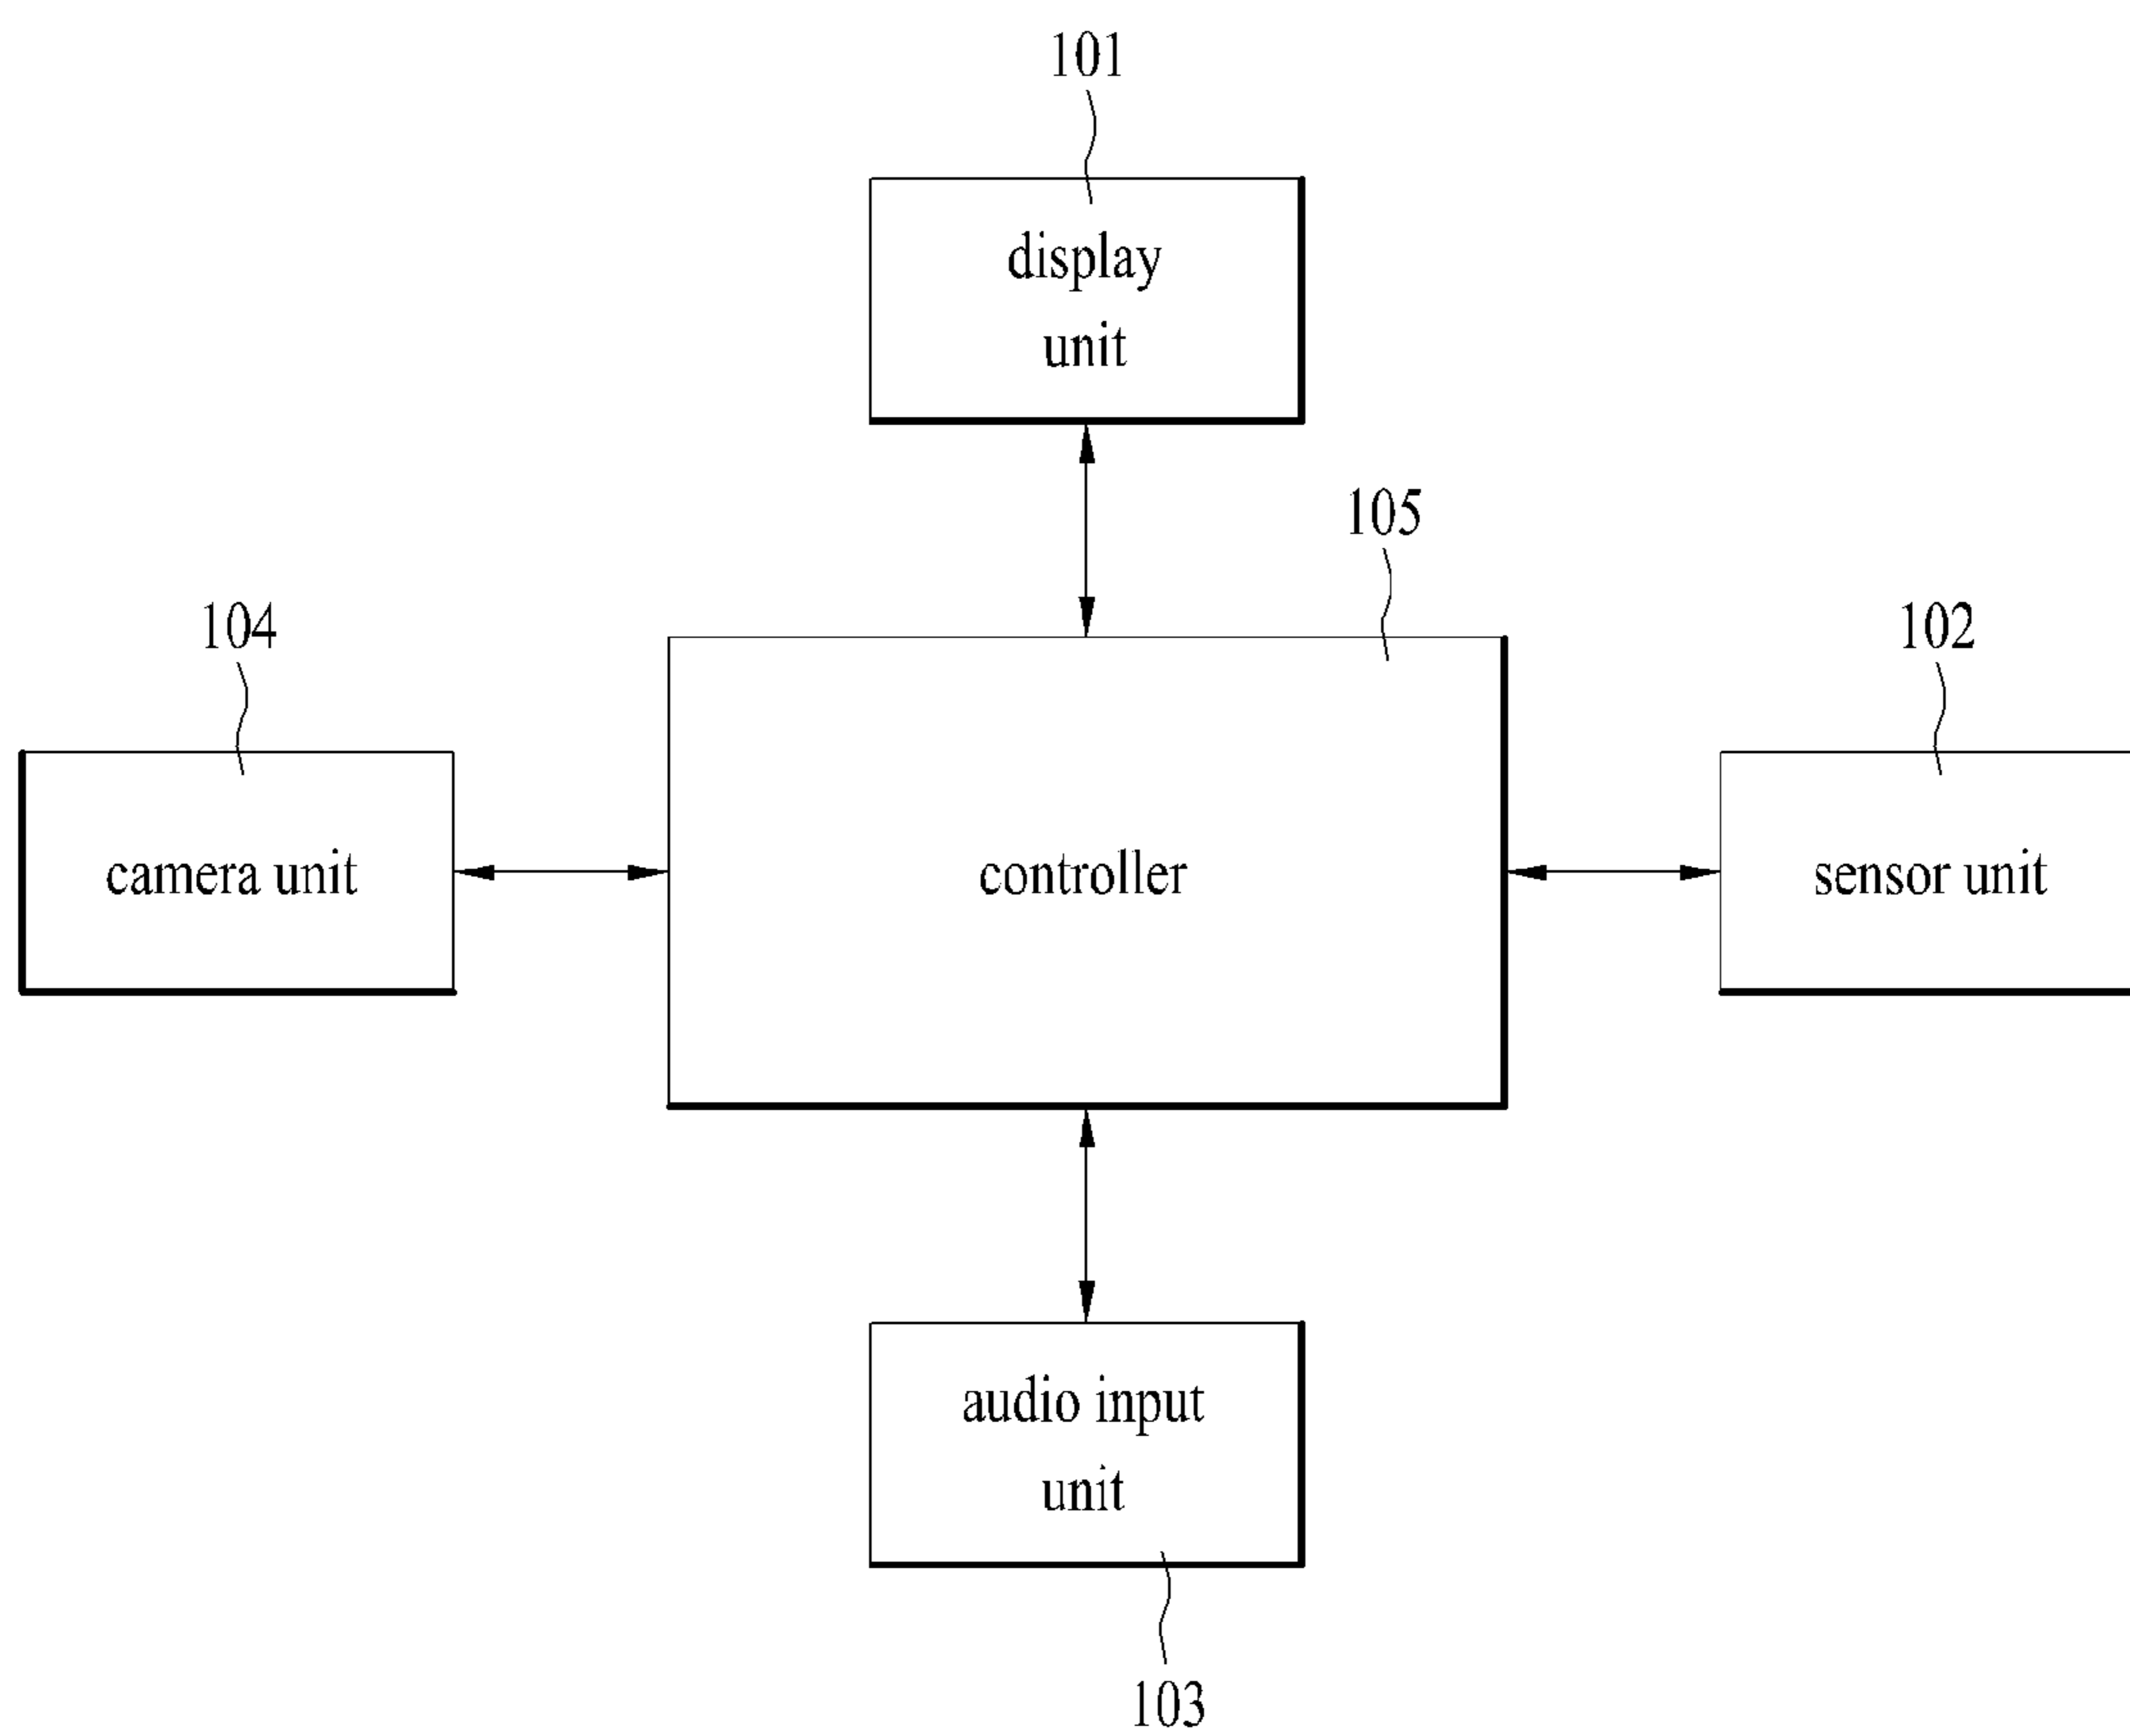 101
display
unit
105
104
102
camera unit
controller
sensor unit
audio input
unit
103